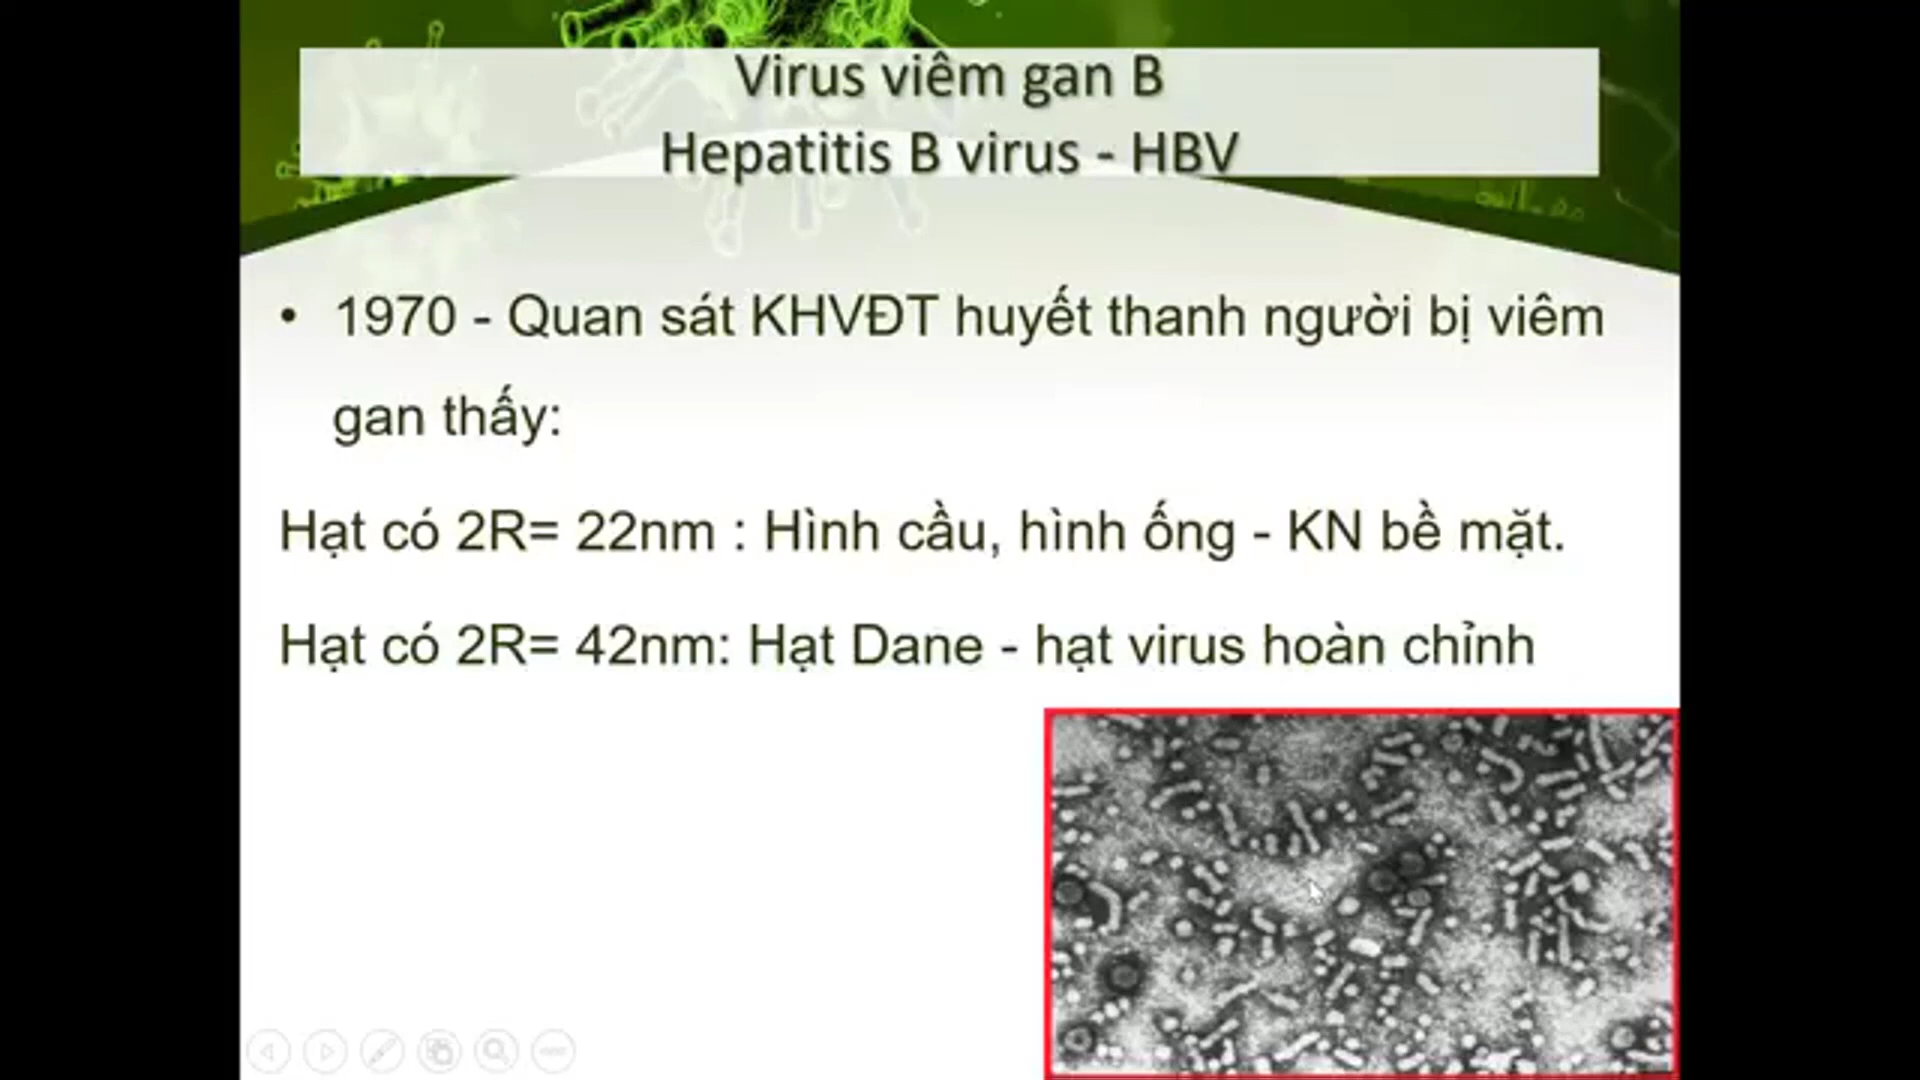 Virus viêm gan B
Hepatitis B virus - HBV
• 1970 - Quan sát KHVĐT huyết thanh người bị viêm
gan thấy:
Hạt có 2R= 22nm : Hình cầu, hình ống - KN bề mặt.
Hạt có 2R= 42nm: Hạt Dane - hạt virus hoàn chỉnh